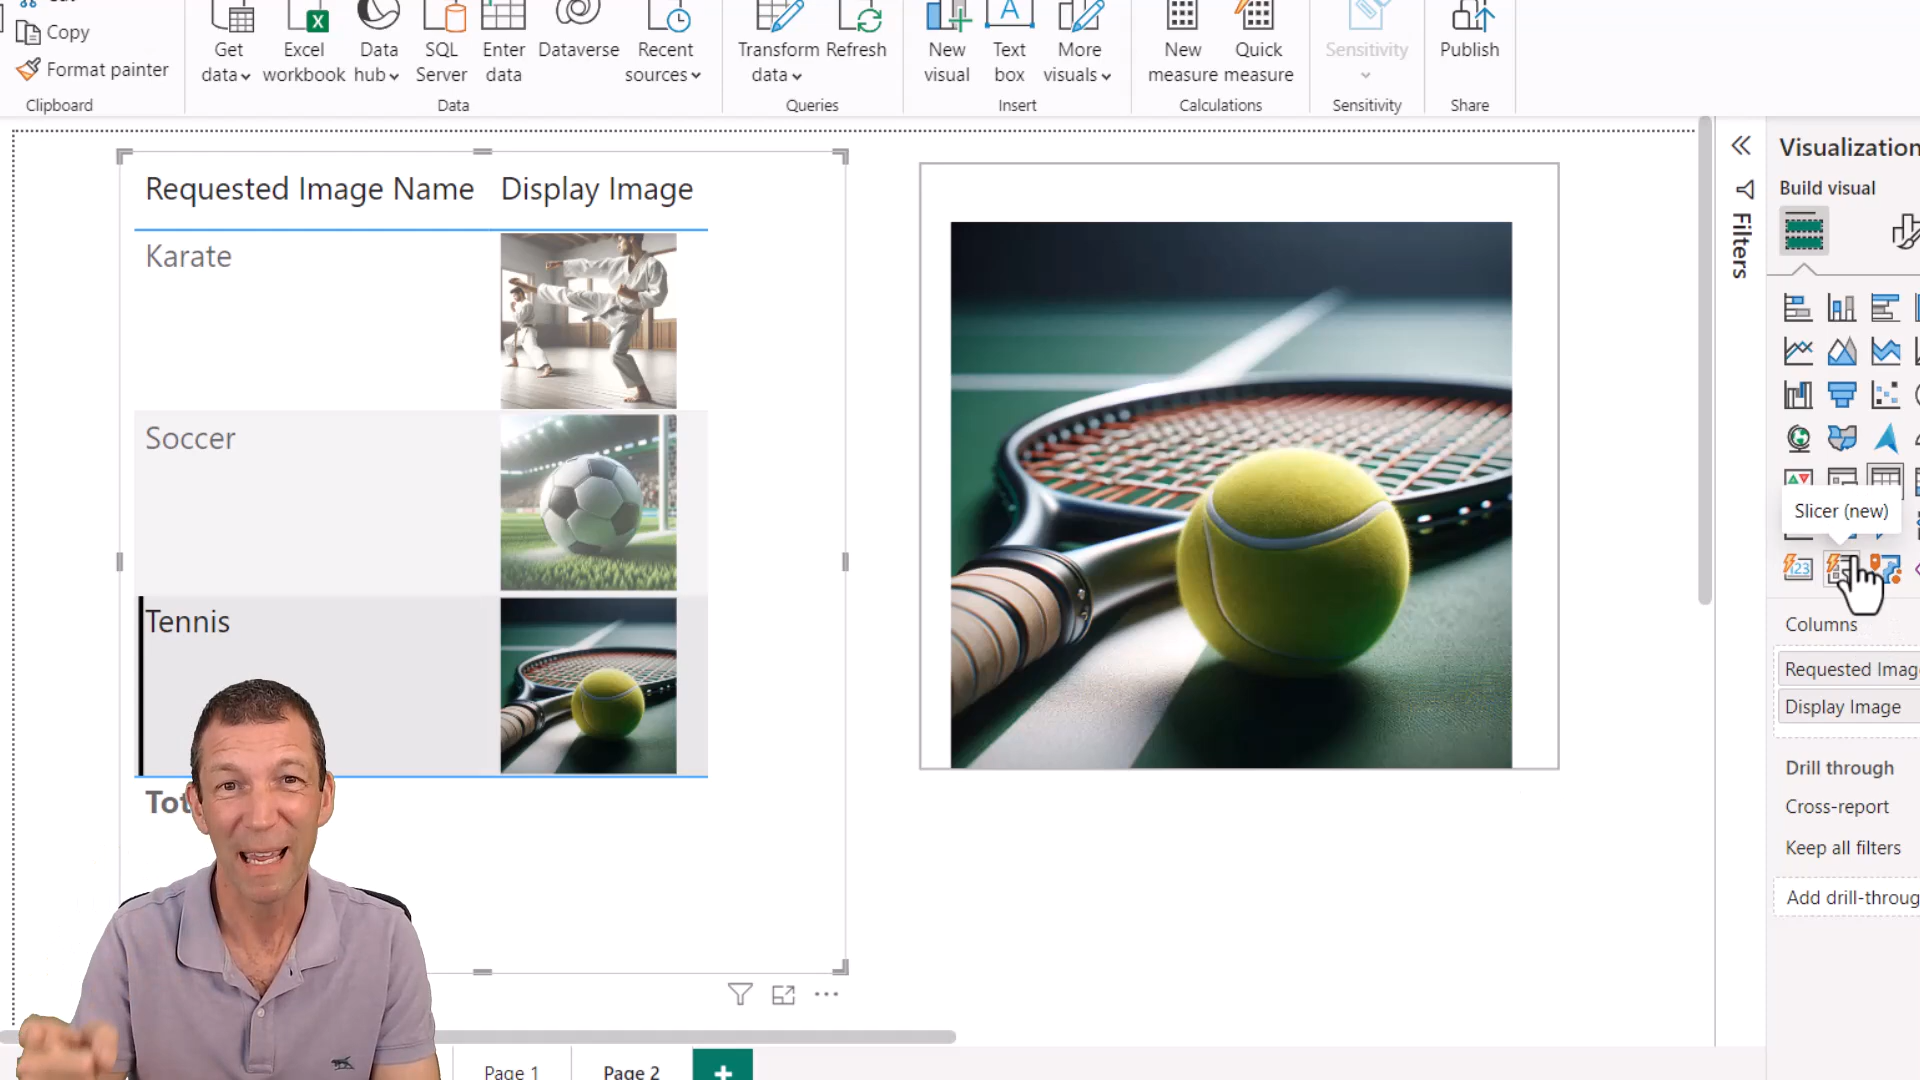 Copy
Format painter
Clipboard
Get data
Excel workbook
Data hub
SQL Server
Enter data
Dataverse
Recent sources
Data
Transform data
Refresh
Queries
New visual
Text box
More visuals
Insert
New measure
Quick measure
Calculations
Sensitivity
Sensitivity
Publish
Share
Requested Image Name Display Image
Karate
Soccer
Tennis
Tot
Filters
Visualization
Build visual
Slicer (new)
123
Columns
Requested Imag
Display Image
Drill through
Cross-report
Keep all filters
Add drill-throug
Page 1
Page 2